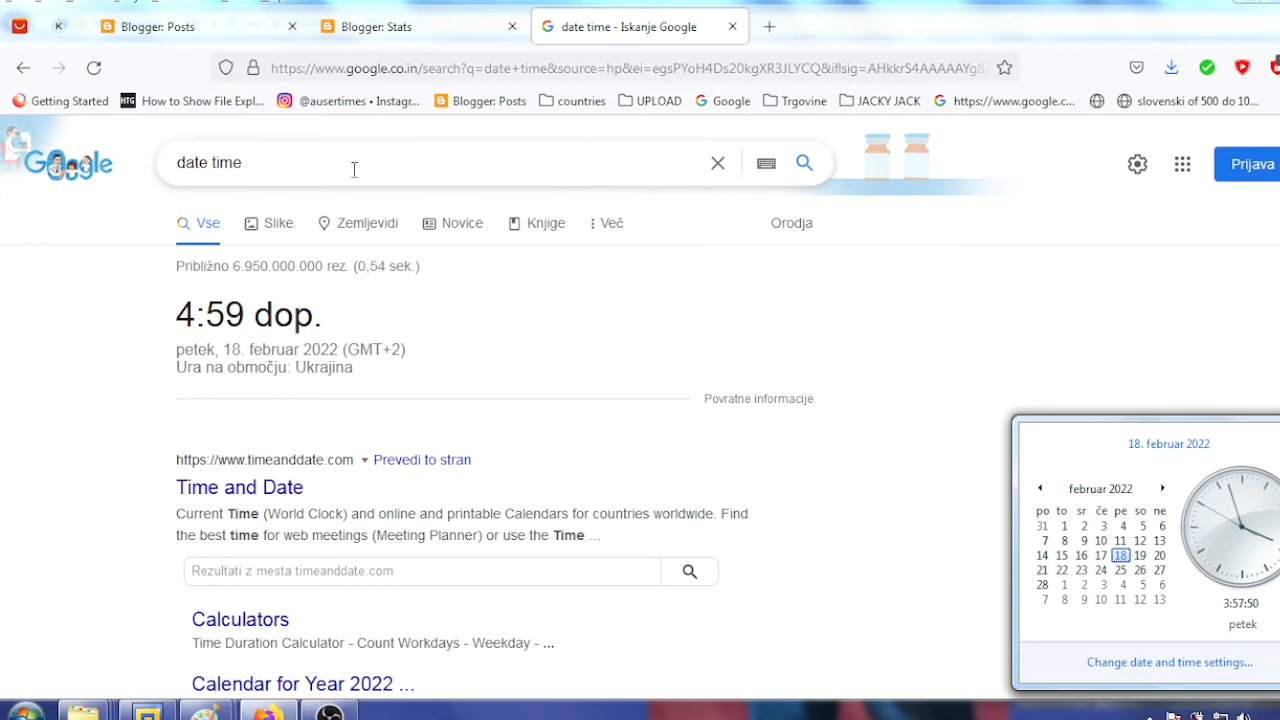 Blogger: Posts
Blogger: Stats
date time - Iskanje Google
https://www.google.co.in/search?q=date+time&source=hp&ei=egsPYoH4Ds20kgXR3JLYCQ&iflsig=AHkkrS4AAAAAYg8
Getting Started
HTG How to Show File Expl...
@ausertimes • Instagr...
Blogger: Posts
countries
UPLOAD
Google
Trgovine
JACKY JACK
https://www.google.c...
slovenski of 500 do 10...
Google
date time
Prijava
Vse
Slike
Zemljevidi
Novice
Knjige
Več
Orodja
Približno 6.950.000.000 rez. (0,54 sek.)
4:59 dop.
petek, 18. februar 2022 (GMT+2)
Ura na območju: Ukrajina
Povratne informacije
https://www.timeanddate.com
Prevedi to stran
Time and Date
Current Time (World Clock) and online and printable Calendars for countries worldwide. Find
the best time for web meetings (Meeting Planner) or use the Time ...
Rezultati z mesta timeanddate.com
Calculators
Time Duration Calculator - Count Workdays - Weekday - ...
Calendar for Year 2022 ...
18. februar 2022
februar 2022
po to sr če pe so ne
31 1 2 3 4 5 6
7 8 9 10 11 12 13
14 15 16 17 18 19 20
21 22 23 24 25 26 27
28 1 2 3 4 5 6
7 8 9 10 11 12 13
3:57:50
petek
Change date and time settings...